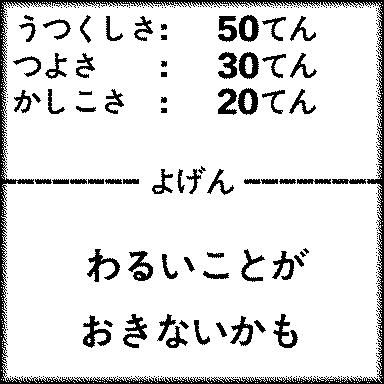 うつくしさ: 50てん
つよさ : 30てん
かしこさ : 20てん
よげん
わるいことが
おきないかも